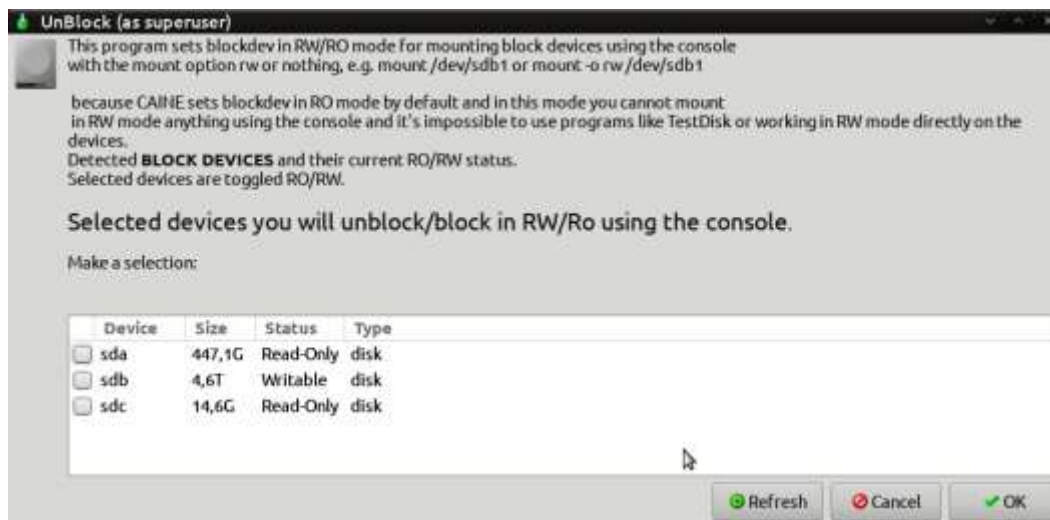 UnBlock (as superuser)
This program sets blockdev in RW/RO mode for mounting block devices using the console
with the mount option rw or nothing, e.g. mount /dev/sdb1 or mount -o rw /dev/sdb1
because CAINE sets blockdev in RO mode by default and in this mode you cannot mount
in RW mode anything using the console and it's impossible to use programs like TestDisk or working in RW mode directly on the
devices.
Detected BLOCK DEVICES and their current RO/RW status.
Selected devices are toggled RO/RW.
Selected devices you will unblock/block in RW/Ro using the console.
Make a selection:
Device Size Status Type
sda 447,1G Read-Only disk
sdb 4,6T Writable disk
sdc 14,6G Read-Only disk
Refresh Cancel OK